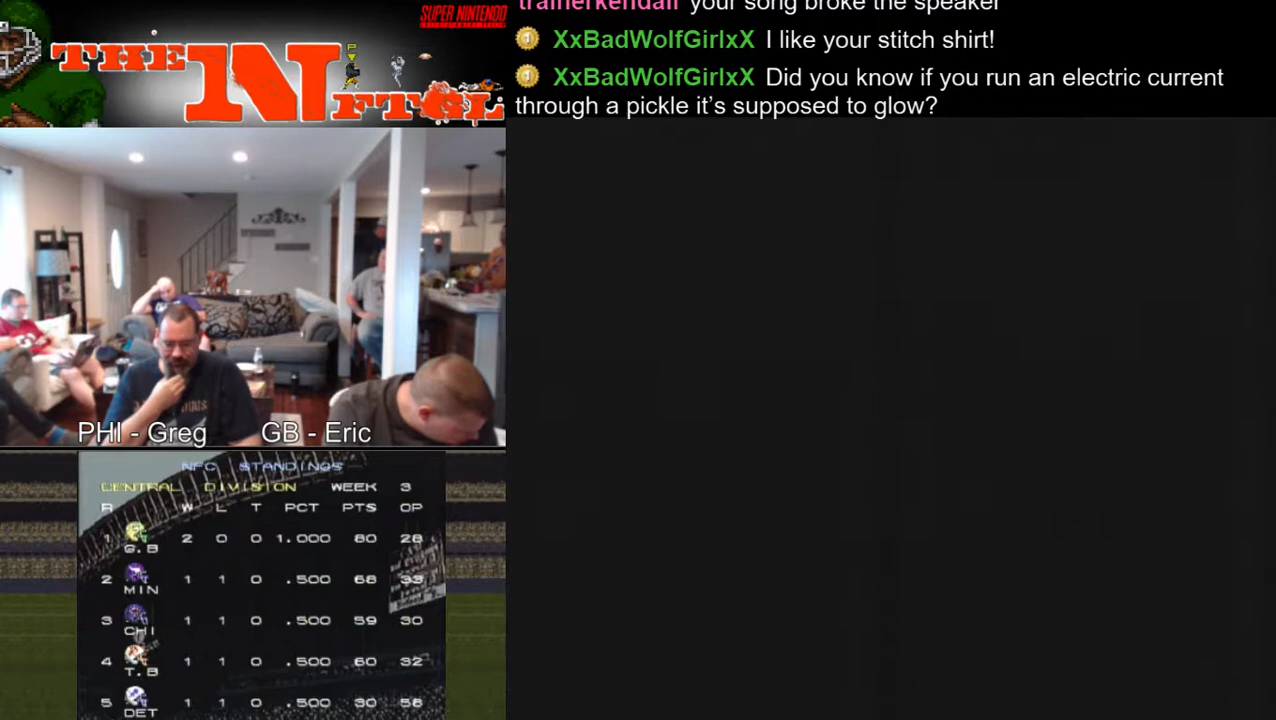 SUPER NINTENDO
THE N FTGL
P
trainerkendall your song broke the speaker
XxBadWolfGirlxX I like your stitch shirt!
XxBadWolfGirlxX Did you know if you run an electric current
through a pickle it's supposed to glow?
PHI - Greg GB - Eric
NFC STANDINGS
CENTRAL DIVISION WEEK 3
R W L T PCT PTS OP
1 G.B 2 0 0 1.000 80 28
2 MIN 1 1 0 .500 68 33
3 CHI 1 1 0 .500 59 30
4 T.B 1 1 0 .500 60 32
5 DET 1 1 0 .500 30 58